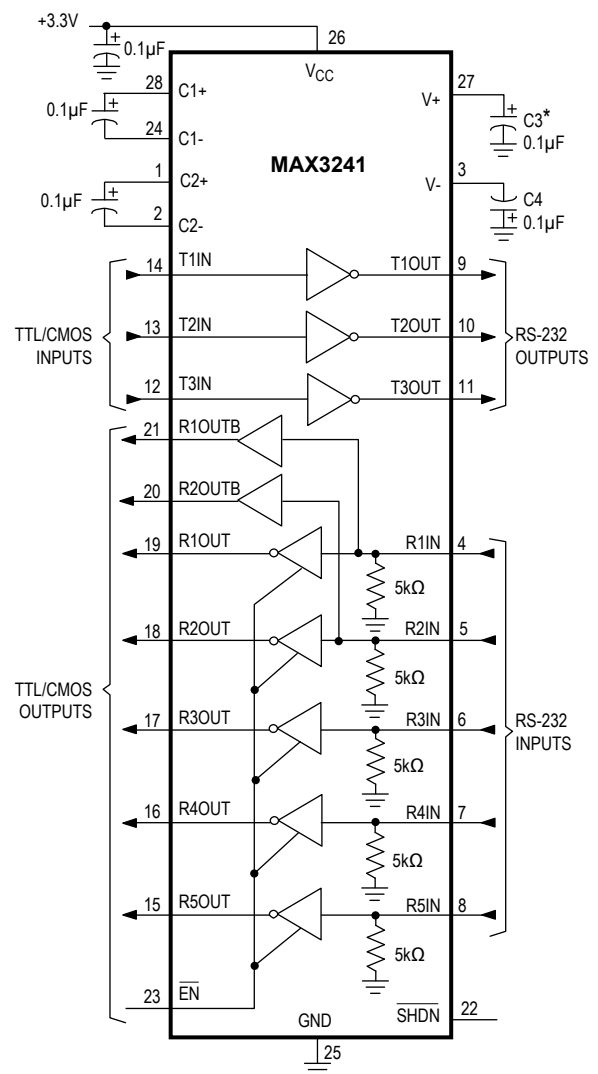 +3.3V
26
+
0.1µF
VCC
28
C1+
27
V+
0.1µF
+
+
C3*
0.1µF
24
C1-
MAX3241
1
C2+
3
V-
0.1µF
+
C4
+
0.1µF
2
C2-
14
T1IN
T1OUT
9
TTL/CMOS
INPUTS
13
T2IN
T2OUT
10
RS-232
OUTPUTS
12
T3IN
T3OUT
11
21
R1OUTB
20
R2OUTB
19
R1OUT
R1IN
4
5kΩ
18
R2OUT
R2IN
5
5kΩ
TTL/CMOS
OUTPUTS
17
R3OUT
R3IN
6
RS-232
INPUTS
5kΩ
16
R4OUT
R4IN
7
5kΩ
15
R5OUT
R5IN
8
5kΩ
23
EN
GND
SHDN
22
25